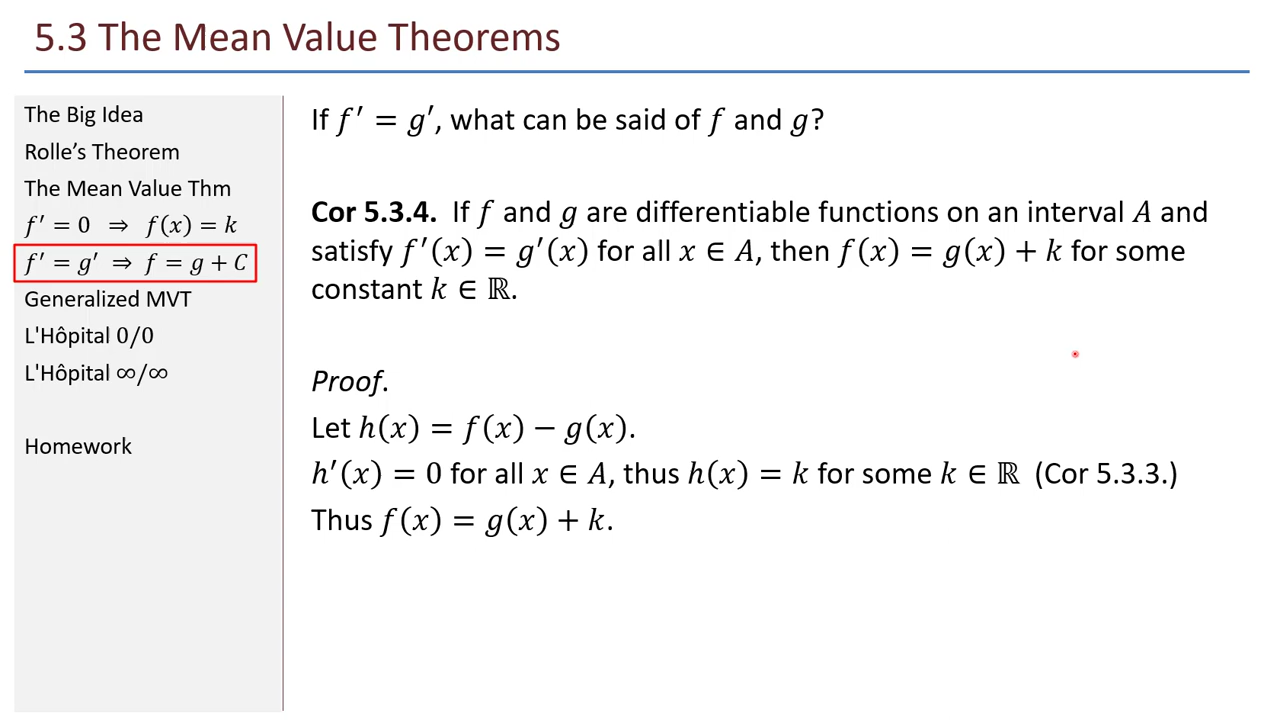 5.3 The Mean Value Theorems
The Big Idea
Rolle’s Theorem
The Mean Value Thm
f′ = 0 ⇒ f(x) = k
f′ = g′ ⇒ f = g + C
Generalized MVT
L'Hôpital 0/0
L'Hôpital ∞/∞
Homework
If f′ = g′, what can be said of f and g?
Cor 5.3.4. If f and g are differentiable functions on an interval A and
satisfy f′(x) = g′(x) for all x ∈ A, then f(x) = g(x) + k for some
constant k ∈ ℝ.
Proof.
Let h(x) = f(x) − g(x).
h′(x) = 0 for all x ∈ A, thus h(x) = k for some k ∈ ℝ (Cor 5.3.3.)
Thus f(x) = g(x) + k.